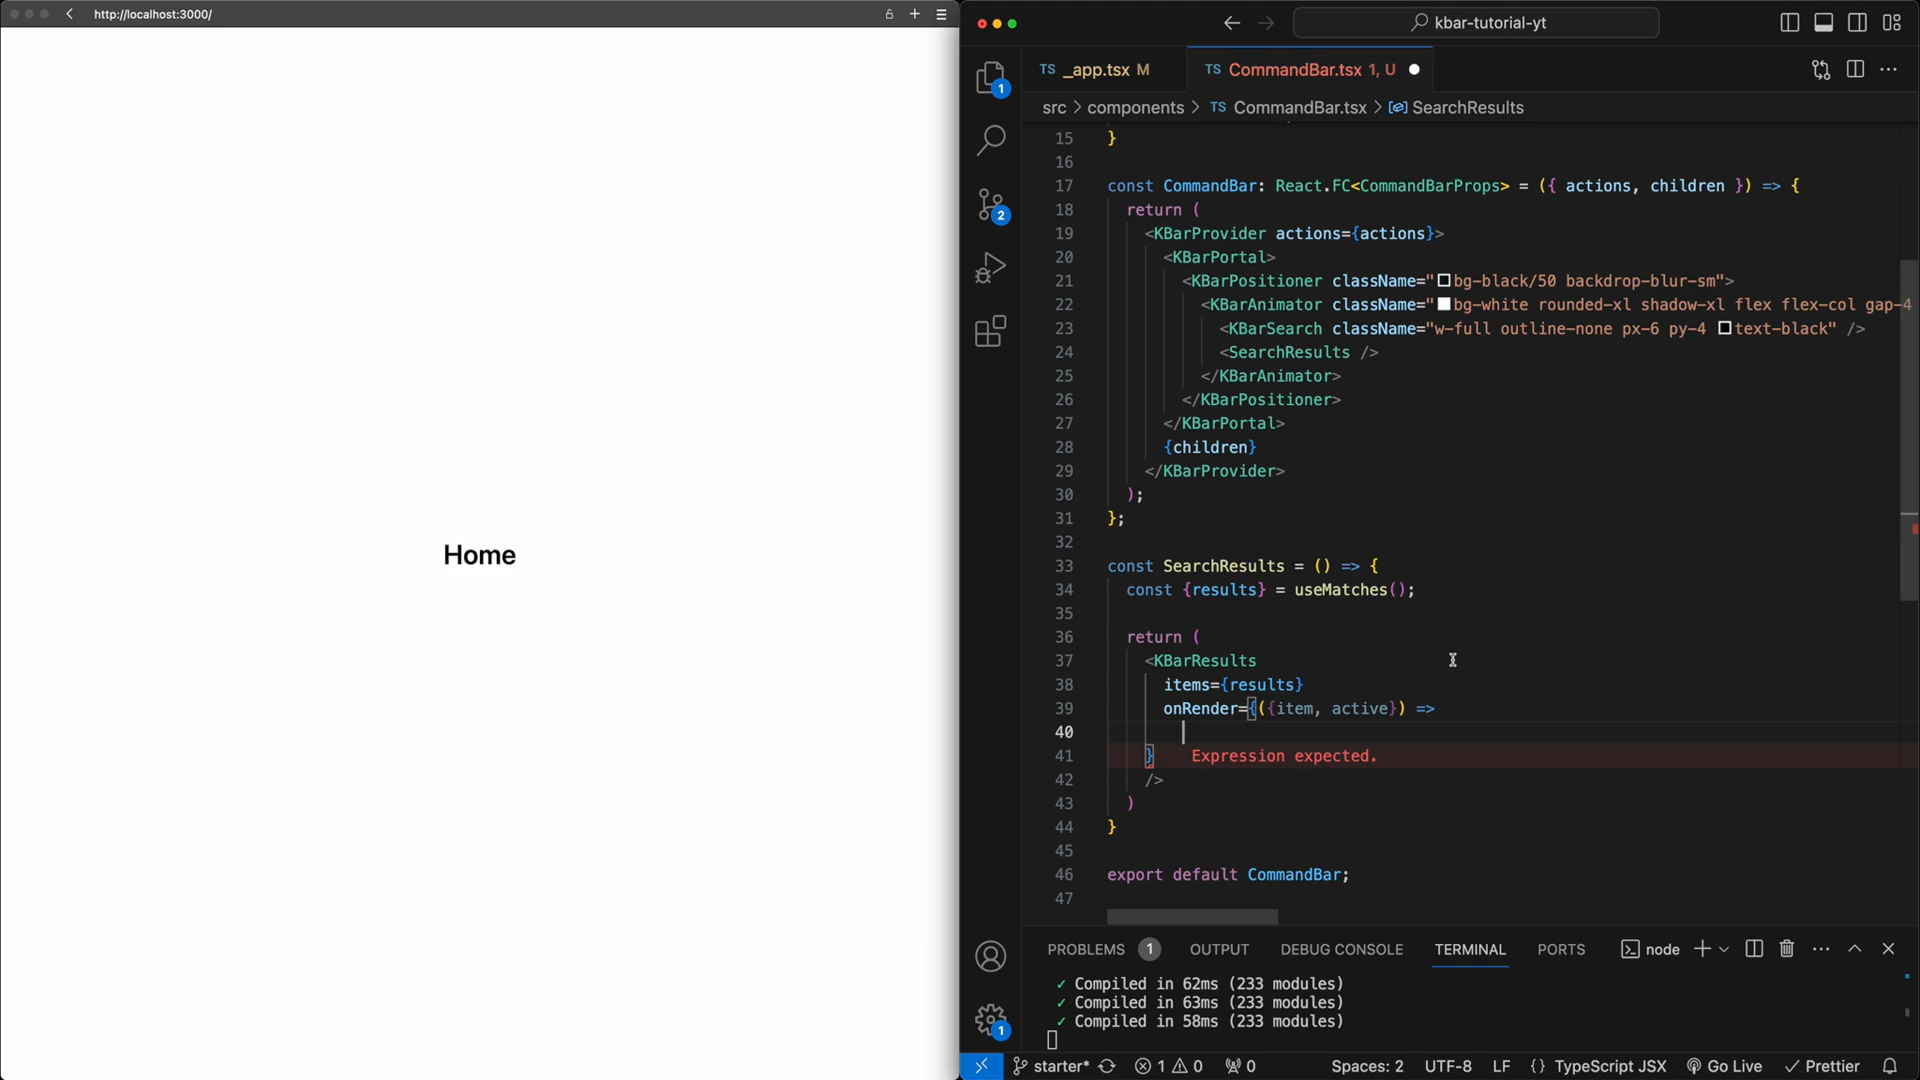 http://localhost:3000/
Home
kbar-tutorial-yt
TS _app.tsx M
TS CommandBar.tsx 1, U
src > components > TS CommandBar.tsx > SearchResults
1
2
1
15 }
16
17 const CommandBar: React.FC<CommandBarProps> = ({ actions, children }) => {
18 return (
19 <KBarProvider actions={actions}>
20 <KBarPortal>
21 <KBarPositioner className="bg-black/50 backdrop-blur-sm">
22 <KBarAnimator className="bg-white rounded-xl shadow-xl flex flex-col gap-4
23 <KBarSearch className="w-full outline-none px-6 py-4 text-black" />
24 <SearchResults />
25 </KBarAnimator>
26 </KBarPositioner>
27 </KBarPortal>
28 {children}
29 </KBarProvider>
30 );
31 };
32
33 const SearchResults = () => {
34 const {results} = useMatches();
35
36 return (
37 <KBarResults
38 items={results}
39 onRender={({item, active}) =>
40
41 } Expression expected.
42 />
43 )
44 }
45
46 export default CommandBar;
47
PROBLEMS 1 OUTPUT DEBUG CONSOLE TERMINAL PORTS node
✓ Compiled in 62ms (233 modules)
✓ Compiled in 63ms (233 modules)
✓ Compiled in 58ms (233 modules)
starter* 1 0 0 Spaces: 2 UTF-8 LF {} TypeScript JSX Go Live ✓ Prettier